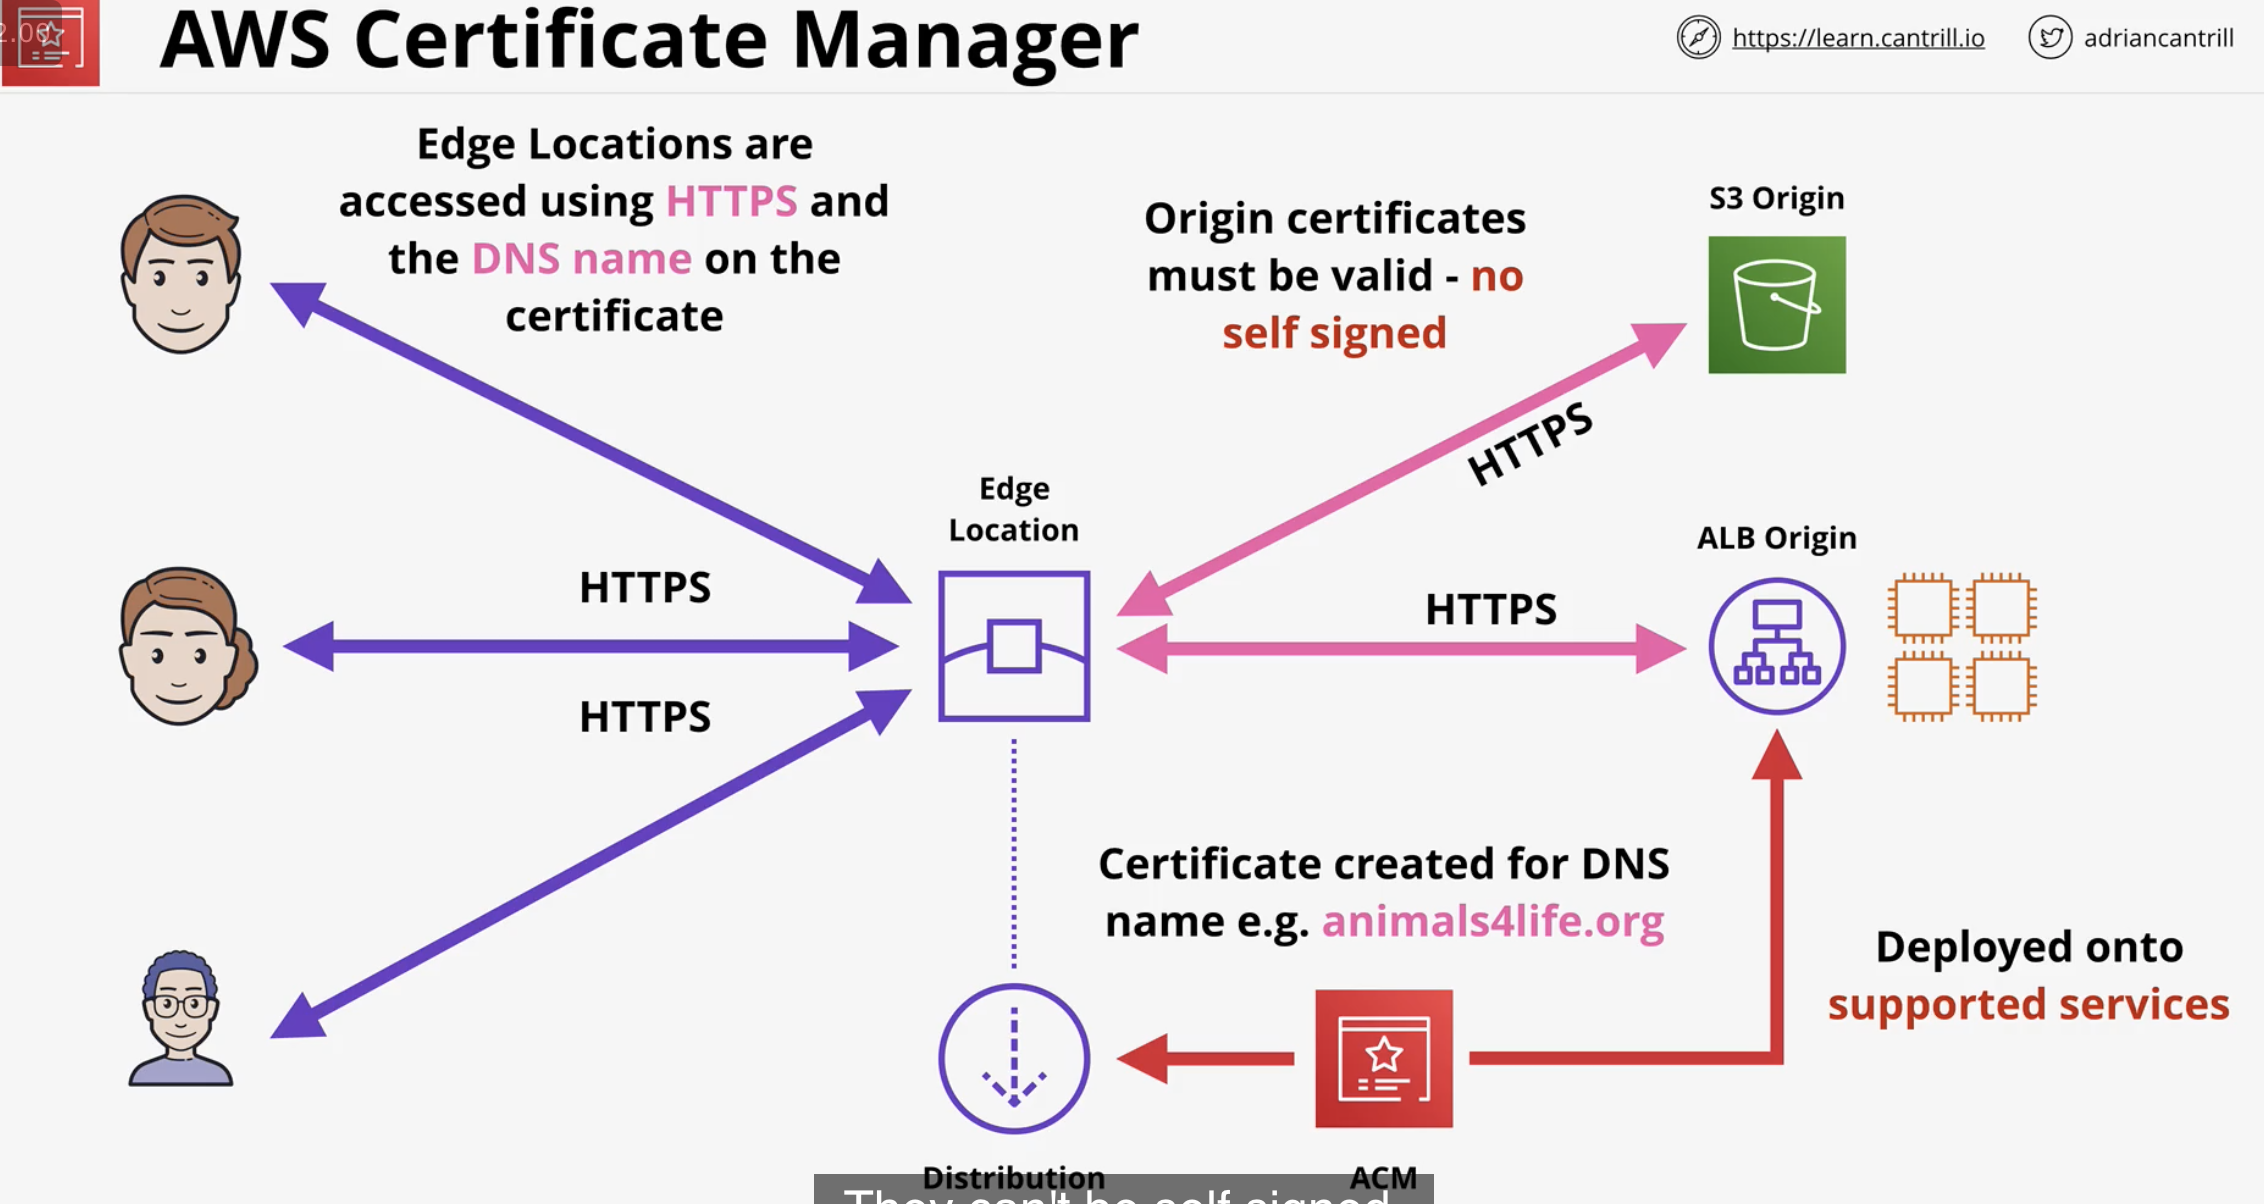 2.00
AWS Certificate Manager
https://learn.cantrill.io
adriancantrill
Edge Locations are
accessed using HTTPS and
the DNS name on the
certificate
Origin certificates
must be valid - no
self signed
S3 Origin
HTTPS
Edge
Location
ALB Origin
HTTPS
HTTPS
HTTPS
Certificate created for DNS
name e.g. animals4life.org
Deployed onto
supported services
Distribution
ACM
They can't be self signed